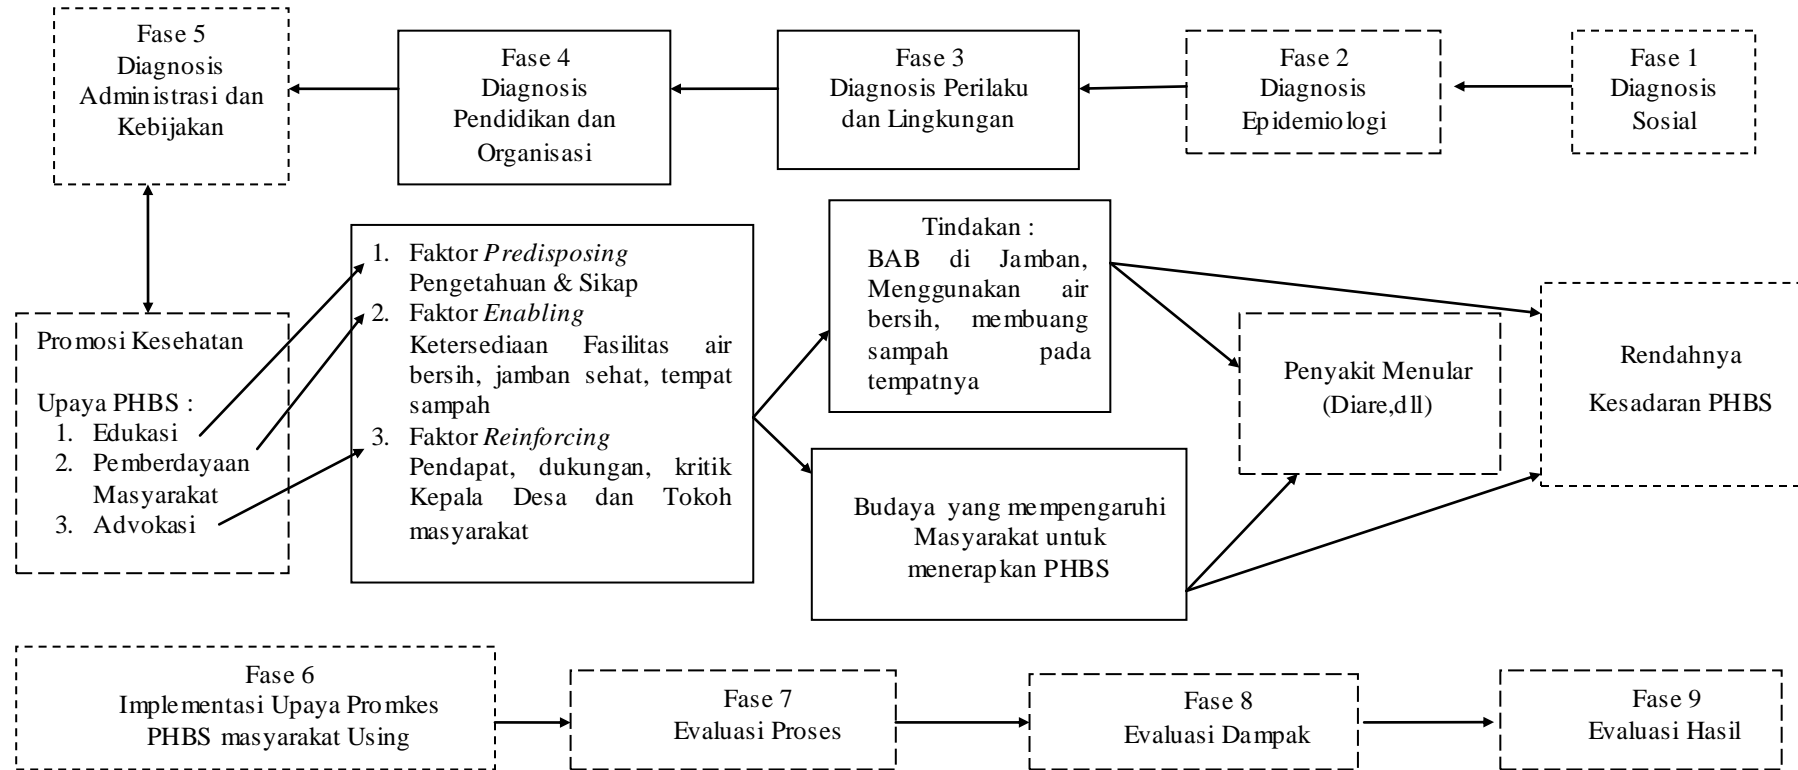 Fase 5
Diagnosis
Administrasi dan
Kebijakan
Fase 4
Diagnosis
Pendidikan dan
Organisasi
Fase 3
Diagnosis Perilaku
dan Lingkungan
Fase 2
Diagnosis
Epidemiologi
Fase 1
Diagnosis
Sosial
Promosi Kesehatan
Upaya PHBS :
1. Edukasi
2. Pemberdayaan
Masyarakat
3. Advokasi
1. Faktor Predisposing
Pengetahuan & Sikap
2. Faktor Enabling
Ketersediaan Fasilitas air
bersih, jamban sehat, tempat
sampah
3. Faktor Reinforcing
Pendapat, dukungan, kritik
Kepala Desa dan Tokoh
masyarakat
Tindakan :
BAB di Jamban,
Menggunakan air
bersih, membuang
sampah pada
tempatnya
Budaya yang mempengaruhi
Masyarakat untuk
menerapkan PHBS
Penyakit Menular
(Diare,dll)
Rendahnya
Kesadaran PHBS
Fase 6
Implementasi Upaya Promkes
PHBS masyarakat Using
Fase 7
Evaluasi Proses
Fase 8
Evaluasi Dampak
Fase 9
Evaluasi Hasil